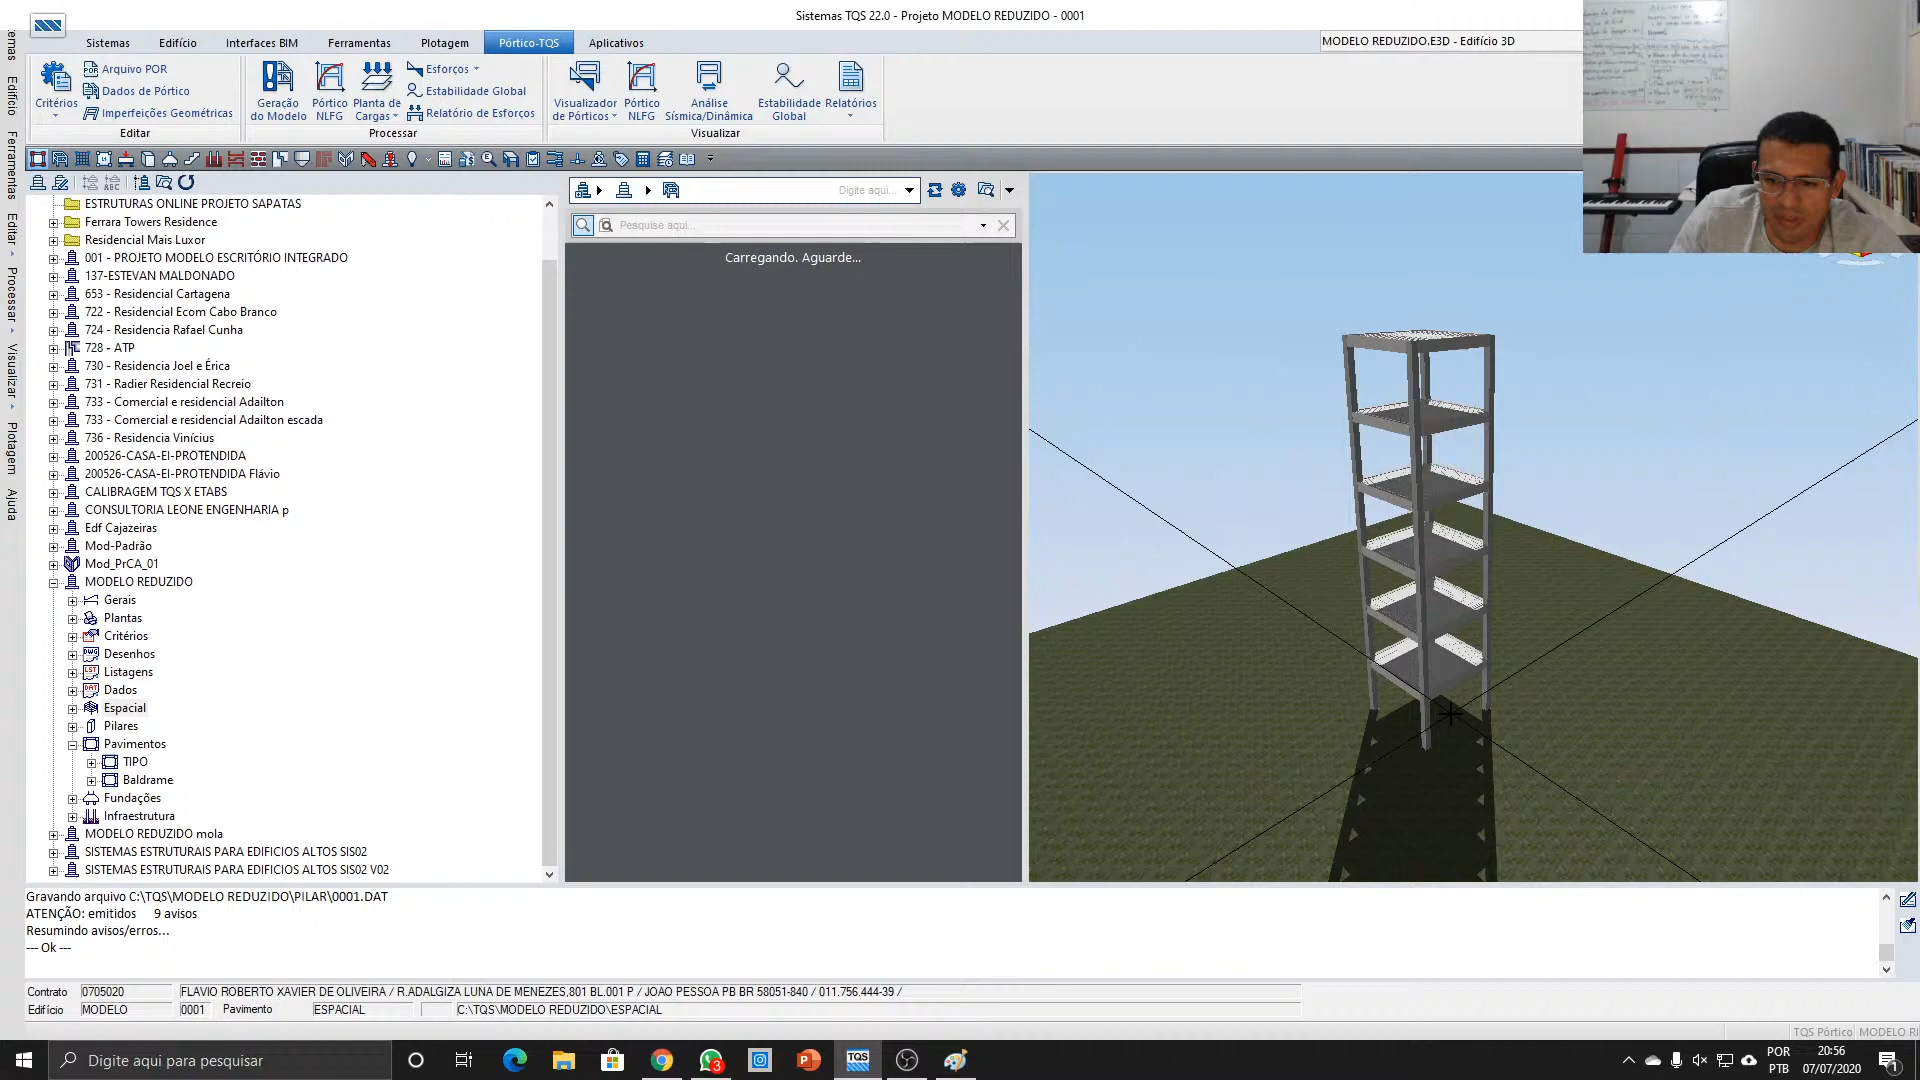 Sistemas TQS 22.0 - Projeto MODELO REDUZIDO - 0001
Sistemas
Edifício
Interfaces BIM
Ferramentas
Plotagem
Pórtico-TQS
Aplicativos
MODELO REDUZIDO.E3D - Edifício 3D
Critérios
Arquivo POR
Dados de Pórtico
Imperfeições Geométricas
Editar
Geração do Modelo
Pórtico NLFG
Planta de Cargas
Esforços
Estabilidade Global
Relatório de Esforços
Processar
Visualizador de Pórticos
Pórtico NLFG
Análise Sísmica/Dinâmica
Estabilidade Global
Relatórios
Visualizar
emas
Edifício
Ferramentas
Editar
Processar
Visualizar
Plotagem
Ajuda
ESTRUTURAS ONLINE PROJETO SAPATAS
Ferrara Towers Residence
Residencial Mais Luxor
001 - PROJETO MODELO ESCRITÓRIO INTEGRADO
137-ESTEVAN MALDONADO
653 - Residencial Cartagena
722 - Residencia Ecom Cabo Branco
724 - Residencia Rafael Cunha
728 - ATP
730 - Residencia Joel e Érica
731 - Radier Residencial Recreio
733 - Comercial e residencial Adailton
733 - Comercial e residencial Adailton escada
736 - Residencia Vinícius
200526-CASA-EI-PROTENDIDA
200526-CASA-EI-PROTENDIDA Flávio
CALIBRAGEM TQS X ETABS
CONSULTORIA LEONE ENGENHARIA p
Edf Cajazeiras
Mod-Padrão
Mod_PrCA_01
MODELO REDUZIDO
Gerais
Plantas
Critérios
Desenhos
Listagens
Dados
Espacial
Pilares
Pavimentos
TIPO
Baldrame
Fundações
Infraestrutura
MODELO REDUZIDO mola
SISTEMAS ESTRUTURAIS PARA EDIFICIOS ALTOS SIS02
SISTEMAS ESTRUTURAIS PARA EDIFICIOS ALTOS SIS02 V02
Digite aqui...
Pesquise aqui...
Carregando. Aguarde...
Gravando arquivo C:\TQS\MODELO REDUZIDO\PILAR\0001.DAT
ATENÇÃO: emitidos 9 avisos
Resumindo avisos/erros...
--- Ok ---
Contrato 0705020 FLAVIO ROBERTO XAVIER DE OLIVEIRA / R.ADALGIZA LUNA DE MENEZES,801 BL.001 P / JOAO PESSOA PB BR 58051-840 / 011.756.444-39 /
Edifício MODELO 0001 Pavimento ESPACIAL C:\TQS\MODELO REDUZIDO\ESPACIAL
TQS Pórtico MODELO RE
Digite aqui para pesquisar
3
TQS
POR
PTB
20:56
07/07/2020
1